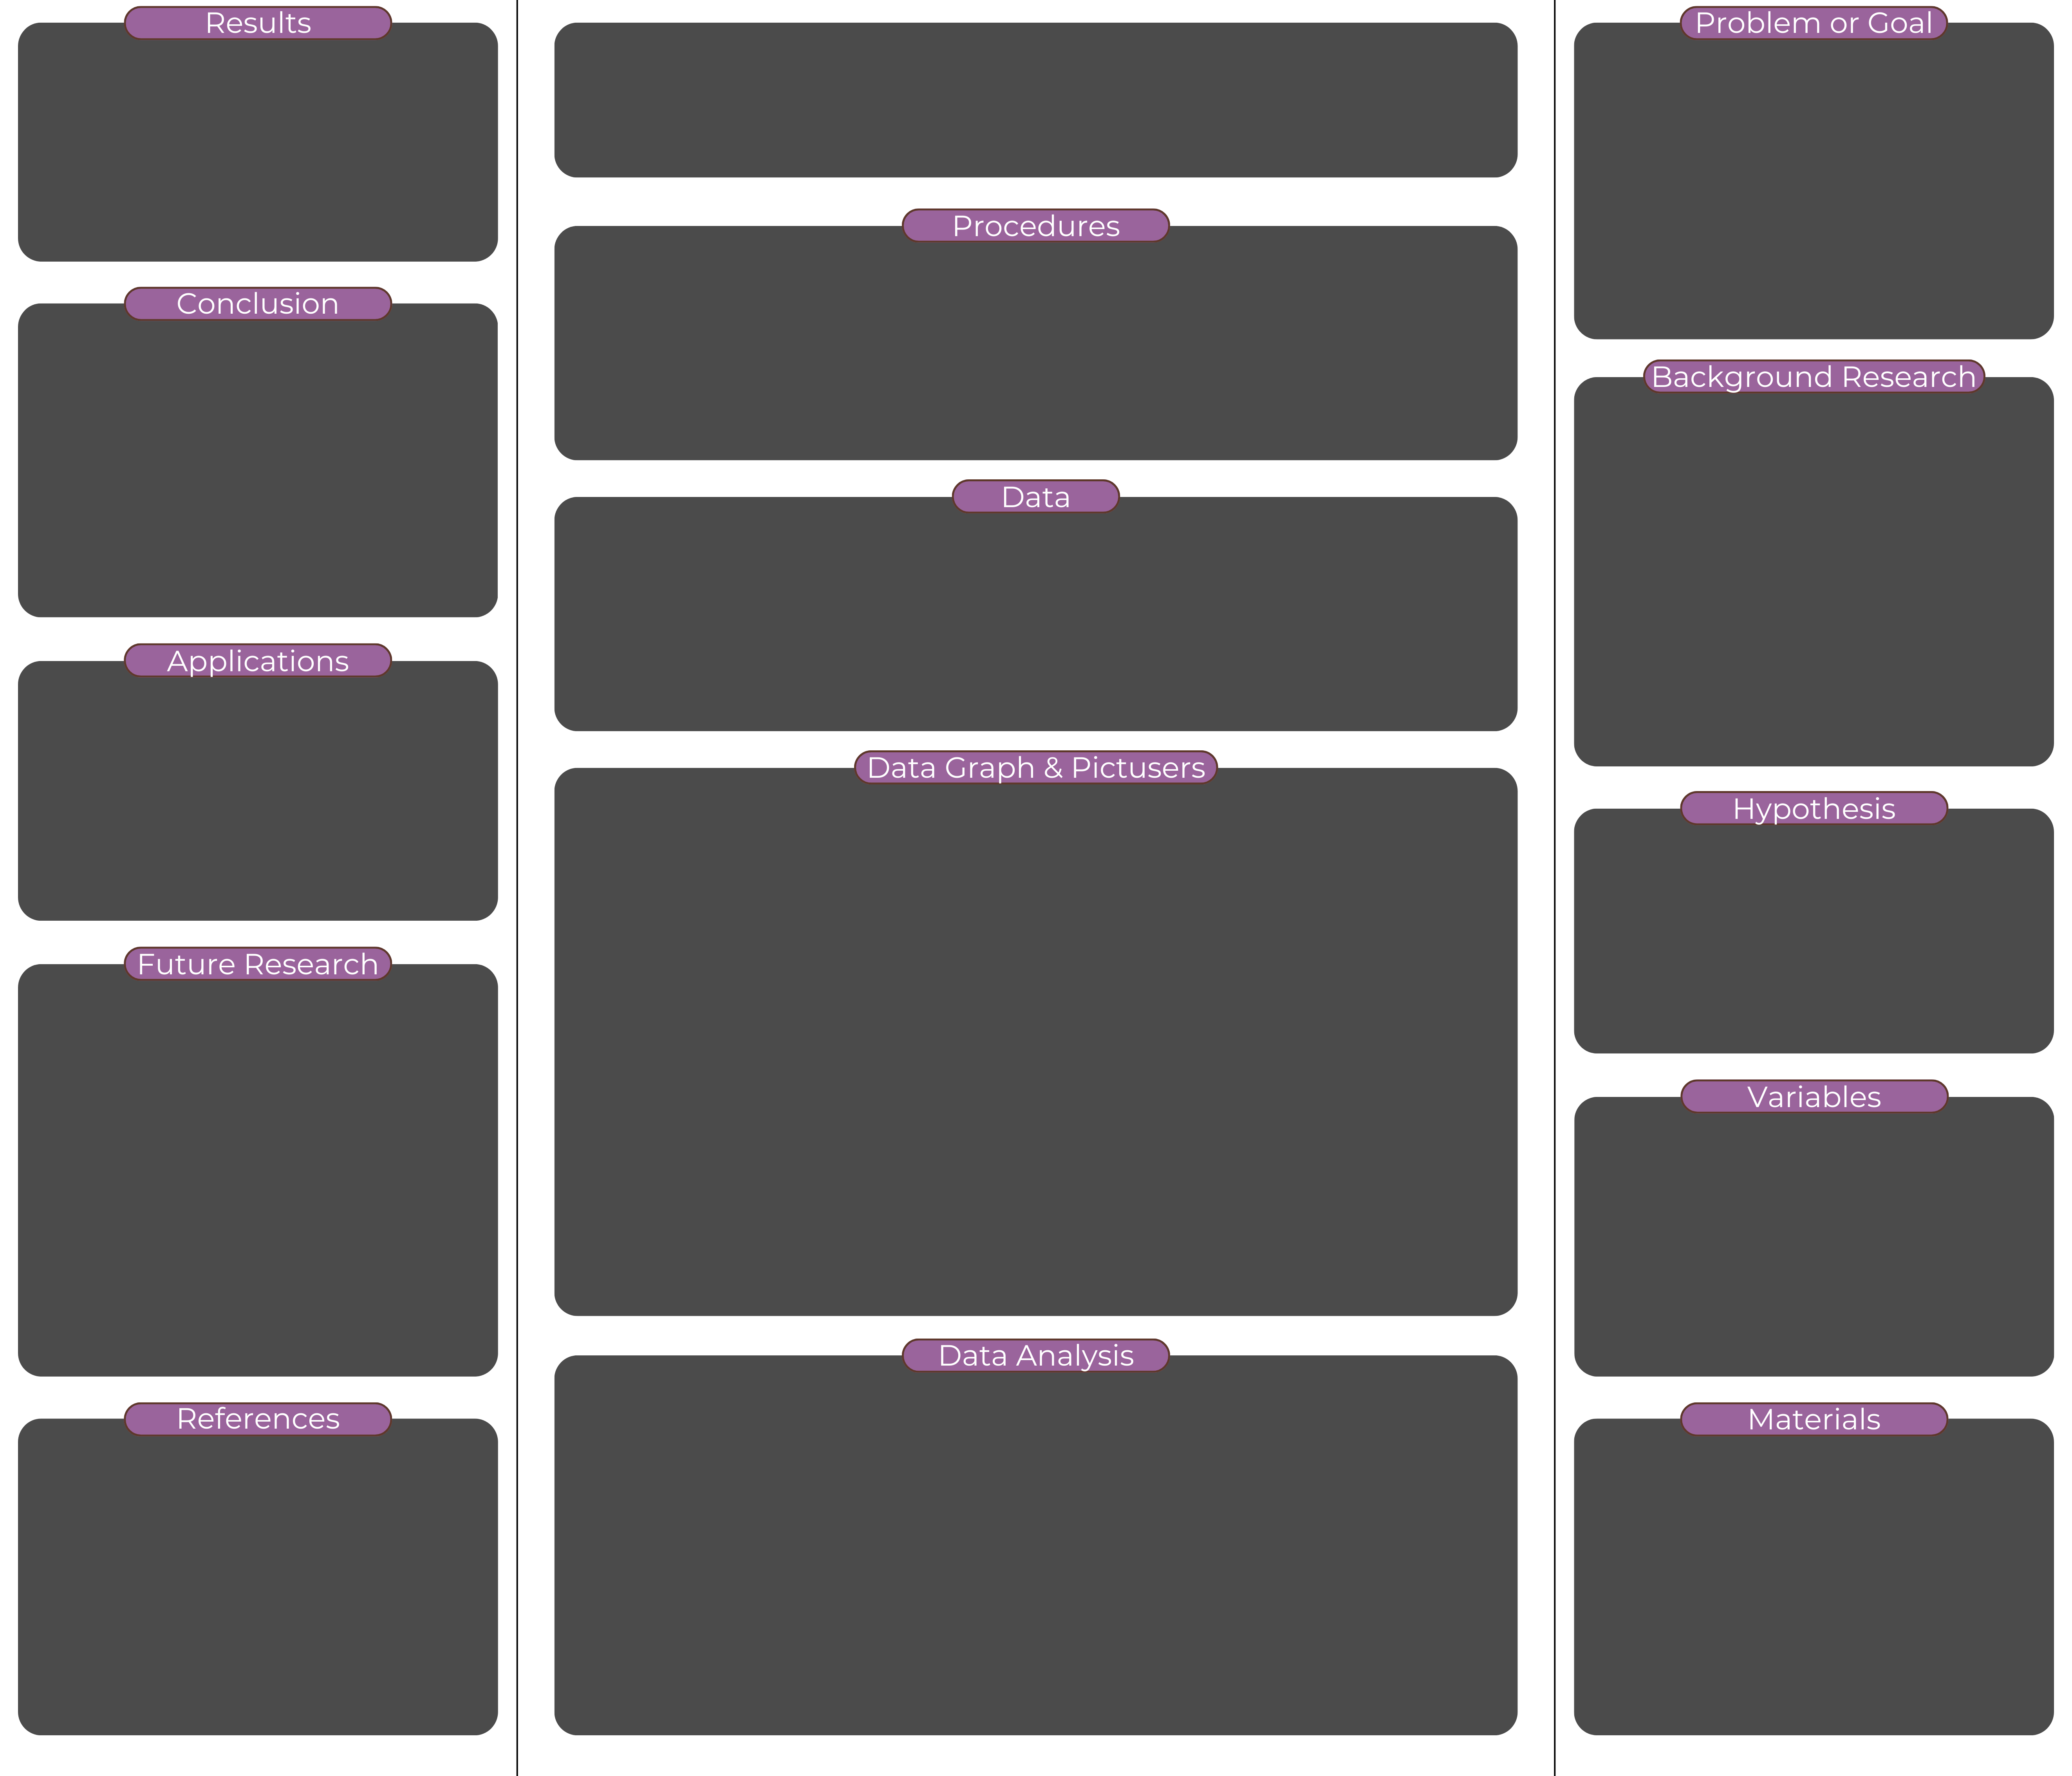 Results
Conclusion
Applications
Future Research
References
Procedures
Data
Data Graph & Pictusers
Data Analysis
Problem or Goal
Background Research
Hypothesis
Variables
Materials